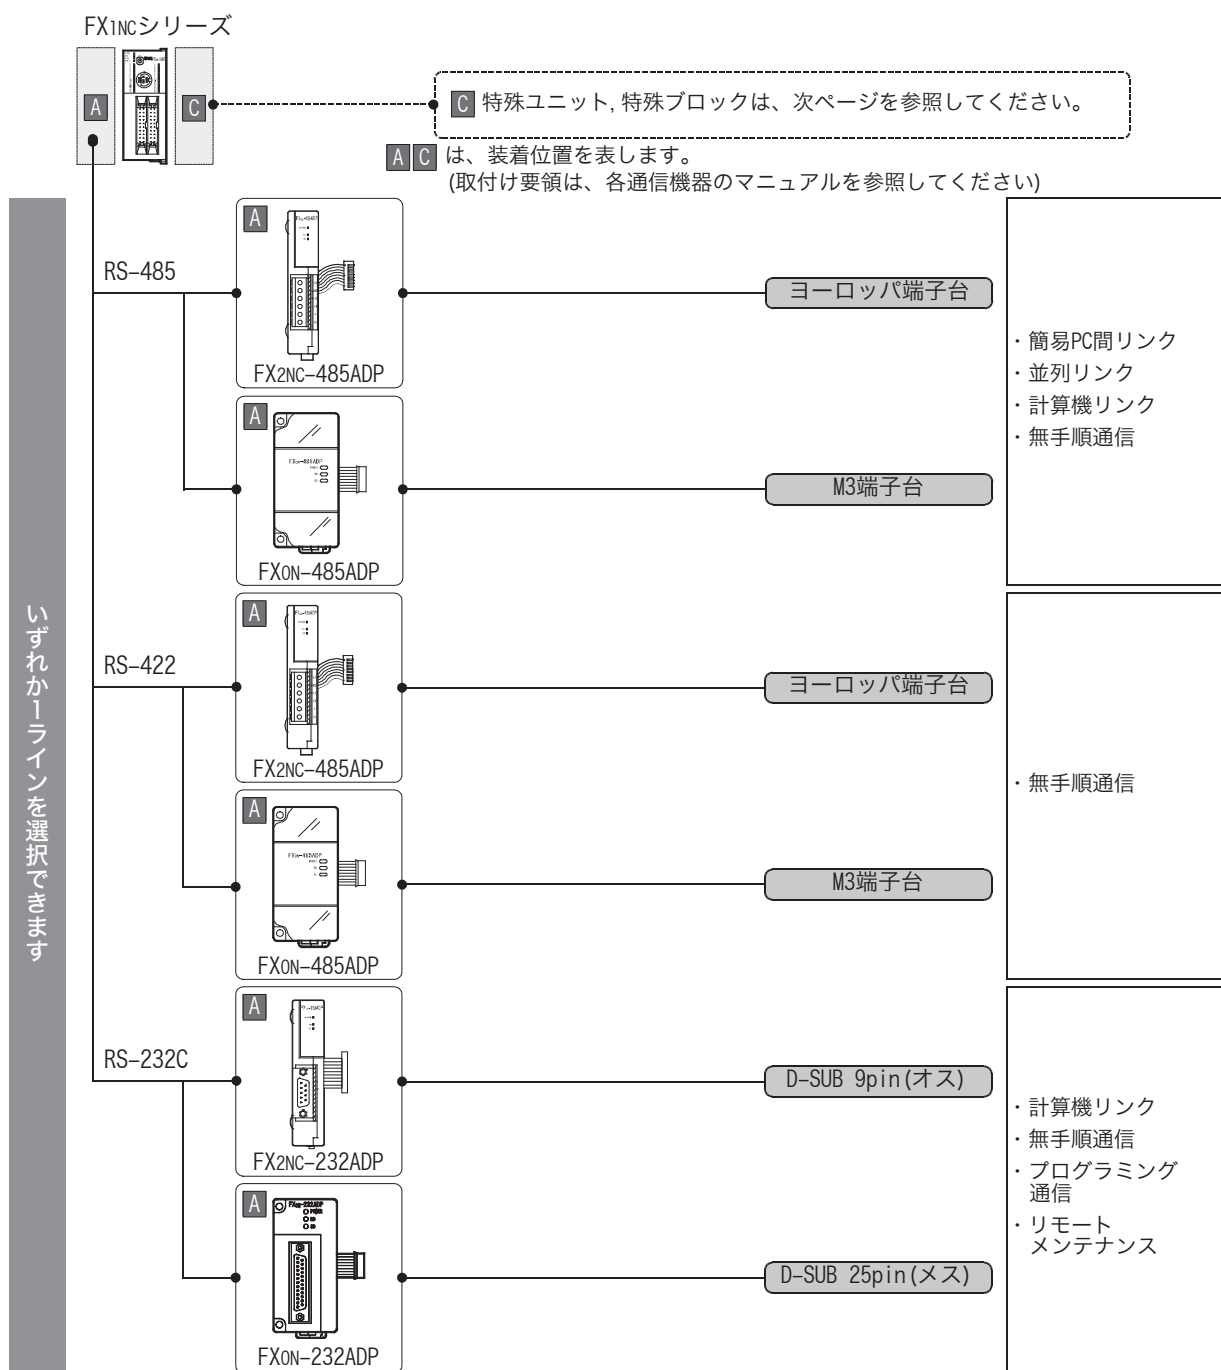 FX1NCシリーズ
A
C
C 特殊ユニット, 特殊ブロックは、次ページを参照してください。
A C は、装着位置を表します。
(取付け要領は、各通信機器のマニュアルを参照してください)
いずれか1ラインを選択できます
RS-485
A
FX2NC-485ADP
ヨーロッパ端子台
A
FX0N-485ADP
M3端子台
・簡易PC間リンク
・並列リンク
・計算機リンク
・無手順通信
RS-422
A
FX2NC-485ADP
ヨーロッパ端子台
A
FX0N-485ADP
M3端子台
・無手順通信
RS-232C
A
FX2NC-232ADP
D-SUB 9pin(オス)
A
FX0N-232ADP
D-SUB 25pin(メス)
・計算機リンク
・無手順通信
・プログラミング
通信
・リモート
メンテナンス